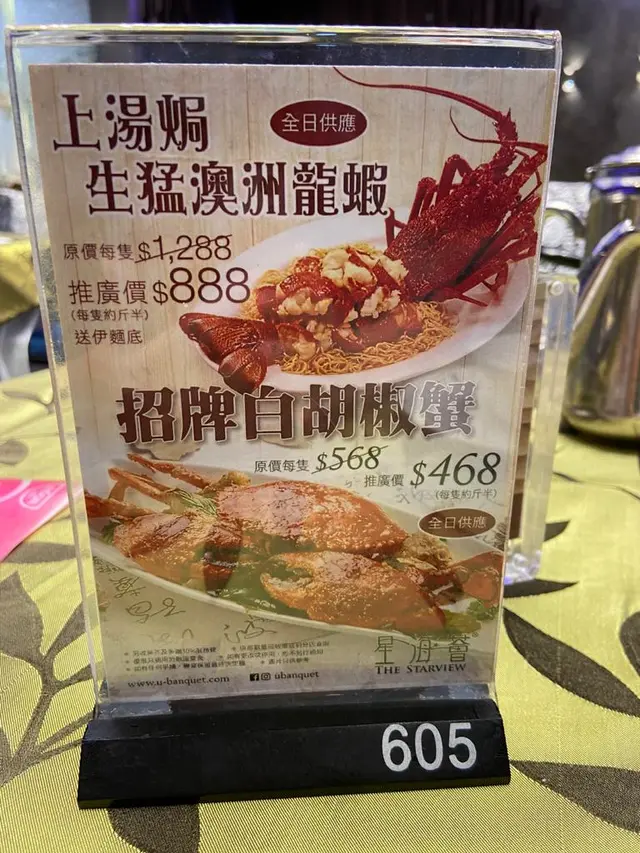 上湯焗
全日供應
生猛澳洲龍蝦
原價每隻 $1,288
推廣價 $888
(每隻約斤半)
送伊麵底
招牌白胡椒蟹
原價每隻 $568
推廣價 $468
(每隻約斤半)
全日供應
星海薈
THE STARVIEW
www.u-banquet.com
ubanquet
605